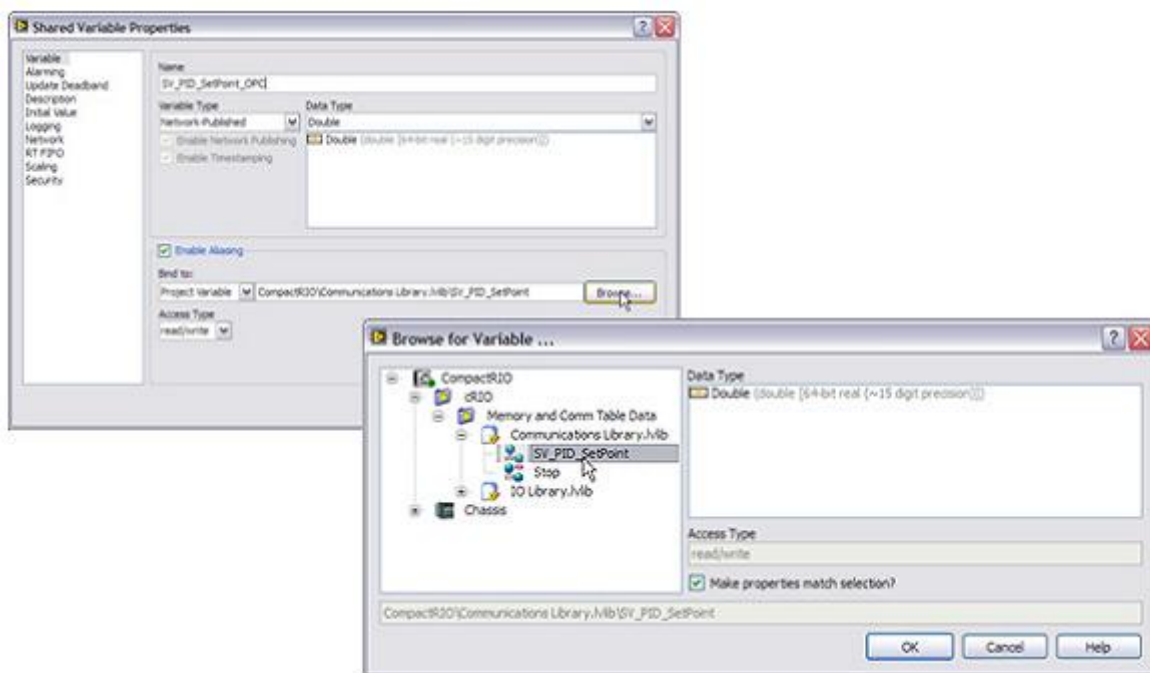 Shared Variable Properties
Variable
Alarming
Update Deadband
Description
Initial Value
Logging
Network
RT FIFO
Scaling
Security
Name
SV_PID_SetPoint_OPC
Variable Type
Network-Published
Enable Network Publishing
Enable Timestamping
Data Type
Double
Double (double [64-bit real (~15 digit precision)])
Enable Aliasing
Bind to:
Project Variable CompactRIO\Communications Library.lvlib\SV_PID_SetPoint Browse...
Access Type
read/write
Browse for Variable ...
CompactRIO
cRIO
Memory and Comm Table Data
Communications Library.lvlib
SV_PID_SetPoint
Stop
IO Library.lvlib
Chassis
Data Type
Double (double [64-bit real (~15 digit precision)])
Access Type
read/write
Make properties match selection?
CompactRIO\Communications Library.lvlib\SV_PID_SetPoint
OK Cancel Help